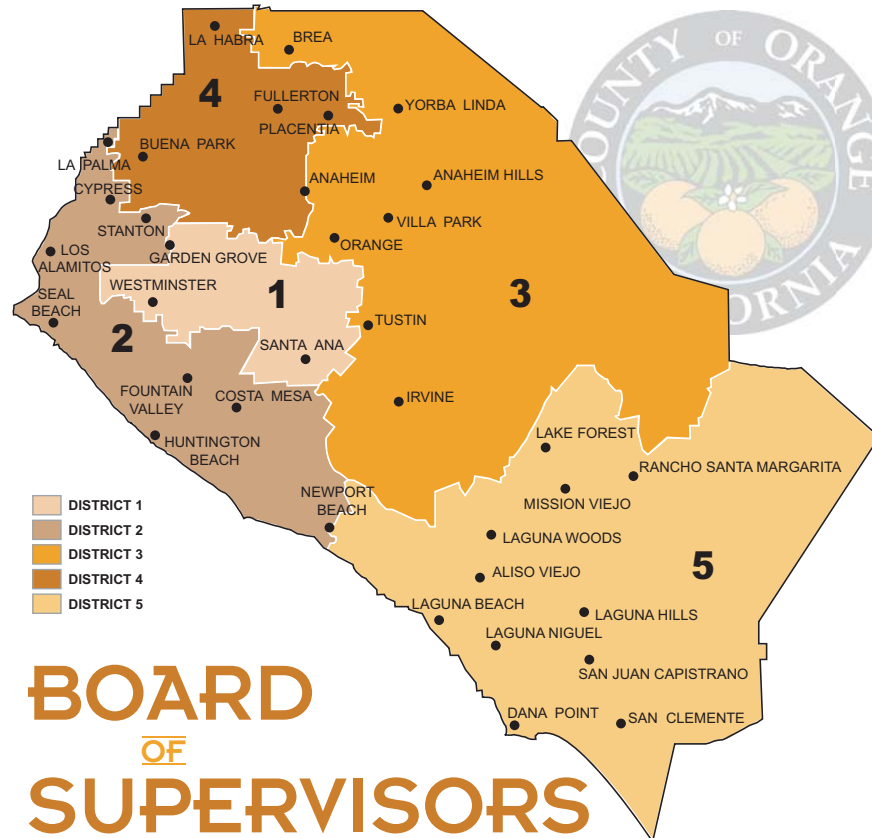 COUNTY OF ORANGE
CALIFORNIA
LA HABRA
BREA
4
FULLERTON
YORBA LINDA
PLACENTIA
BUENA PARK
LA PALMA
ANAHEIM
ANAHEIM HILLS
CYPRESS
VILLA PARK
STANTON
ORANGE
LOS
ALAMITOS
GARDEN GROVE
WESTMINSTER
1
3
SEAL
BEACH
TUSTIN
2
SANTA ANA
FOUNTAIN
VALLEY
COSTA MESA
IRVINE
HUNTINGTON
BEACH
LAKE FOREST
RANCHO SANTA MARGARITA
MISSION VIEJO
NEWPORT
BEACH
LAGUNA WOODS
5
ALISO VIEJO
LAGUNA BEACH
LAGUNA HILLS
LAGUNA NIGUEL
SAN JUAN CAPISTRANO
DANA POINT
SAN CLEMENTE
DISTRICT 1
DISTRICT 2
DISTRICT 3
DISTRICT 4
DISTRICT 5
BOARD
OF
SUPERVISORS